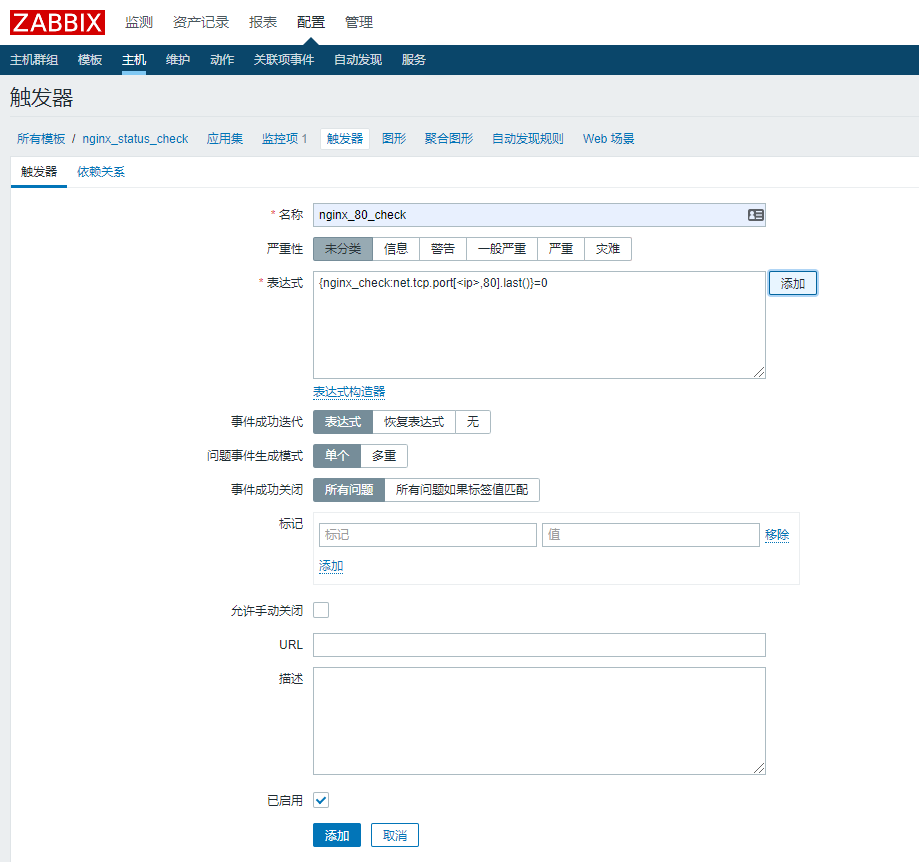 ZABBIX 监测 资产记录 报表 配置 管理
主机群组 模板 主机 维护 动作 关联项事件 自动发现 服务
触发器
所有模板 / nginx_status_check 应用集 监控项 1 触发器 图形 聚合图形 自动发现规则 Web 场景
触发器 依赖关系
* 名称 nginx_80_check
严重性 未分类 信息 警告 一般严重 严重 灾难
* 表达式 {nginx_check:net.tcp.port[<ip>,80].last()}=0 添加
表达式构造器
事件成功迭代 表达式 恢复表达式 无
问题事件生成模式 单个 多重
事件成功关闭 所有问题 所有问题如果标签值匹配
标记 标记 值 移除
添加
允许手动关闭
URL
描述
已启用
添加 取消